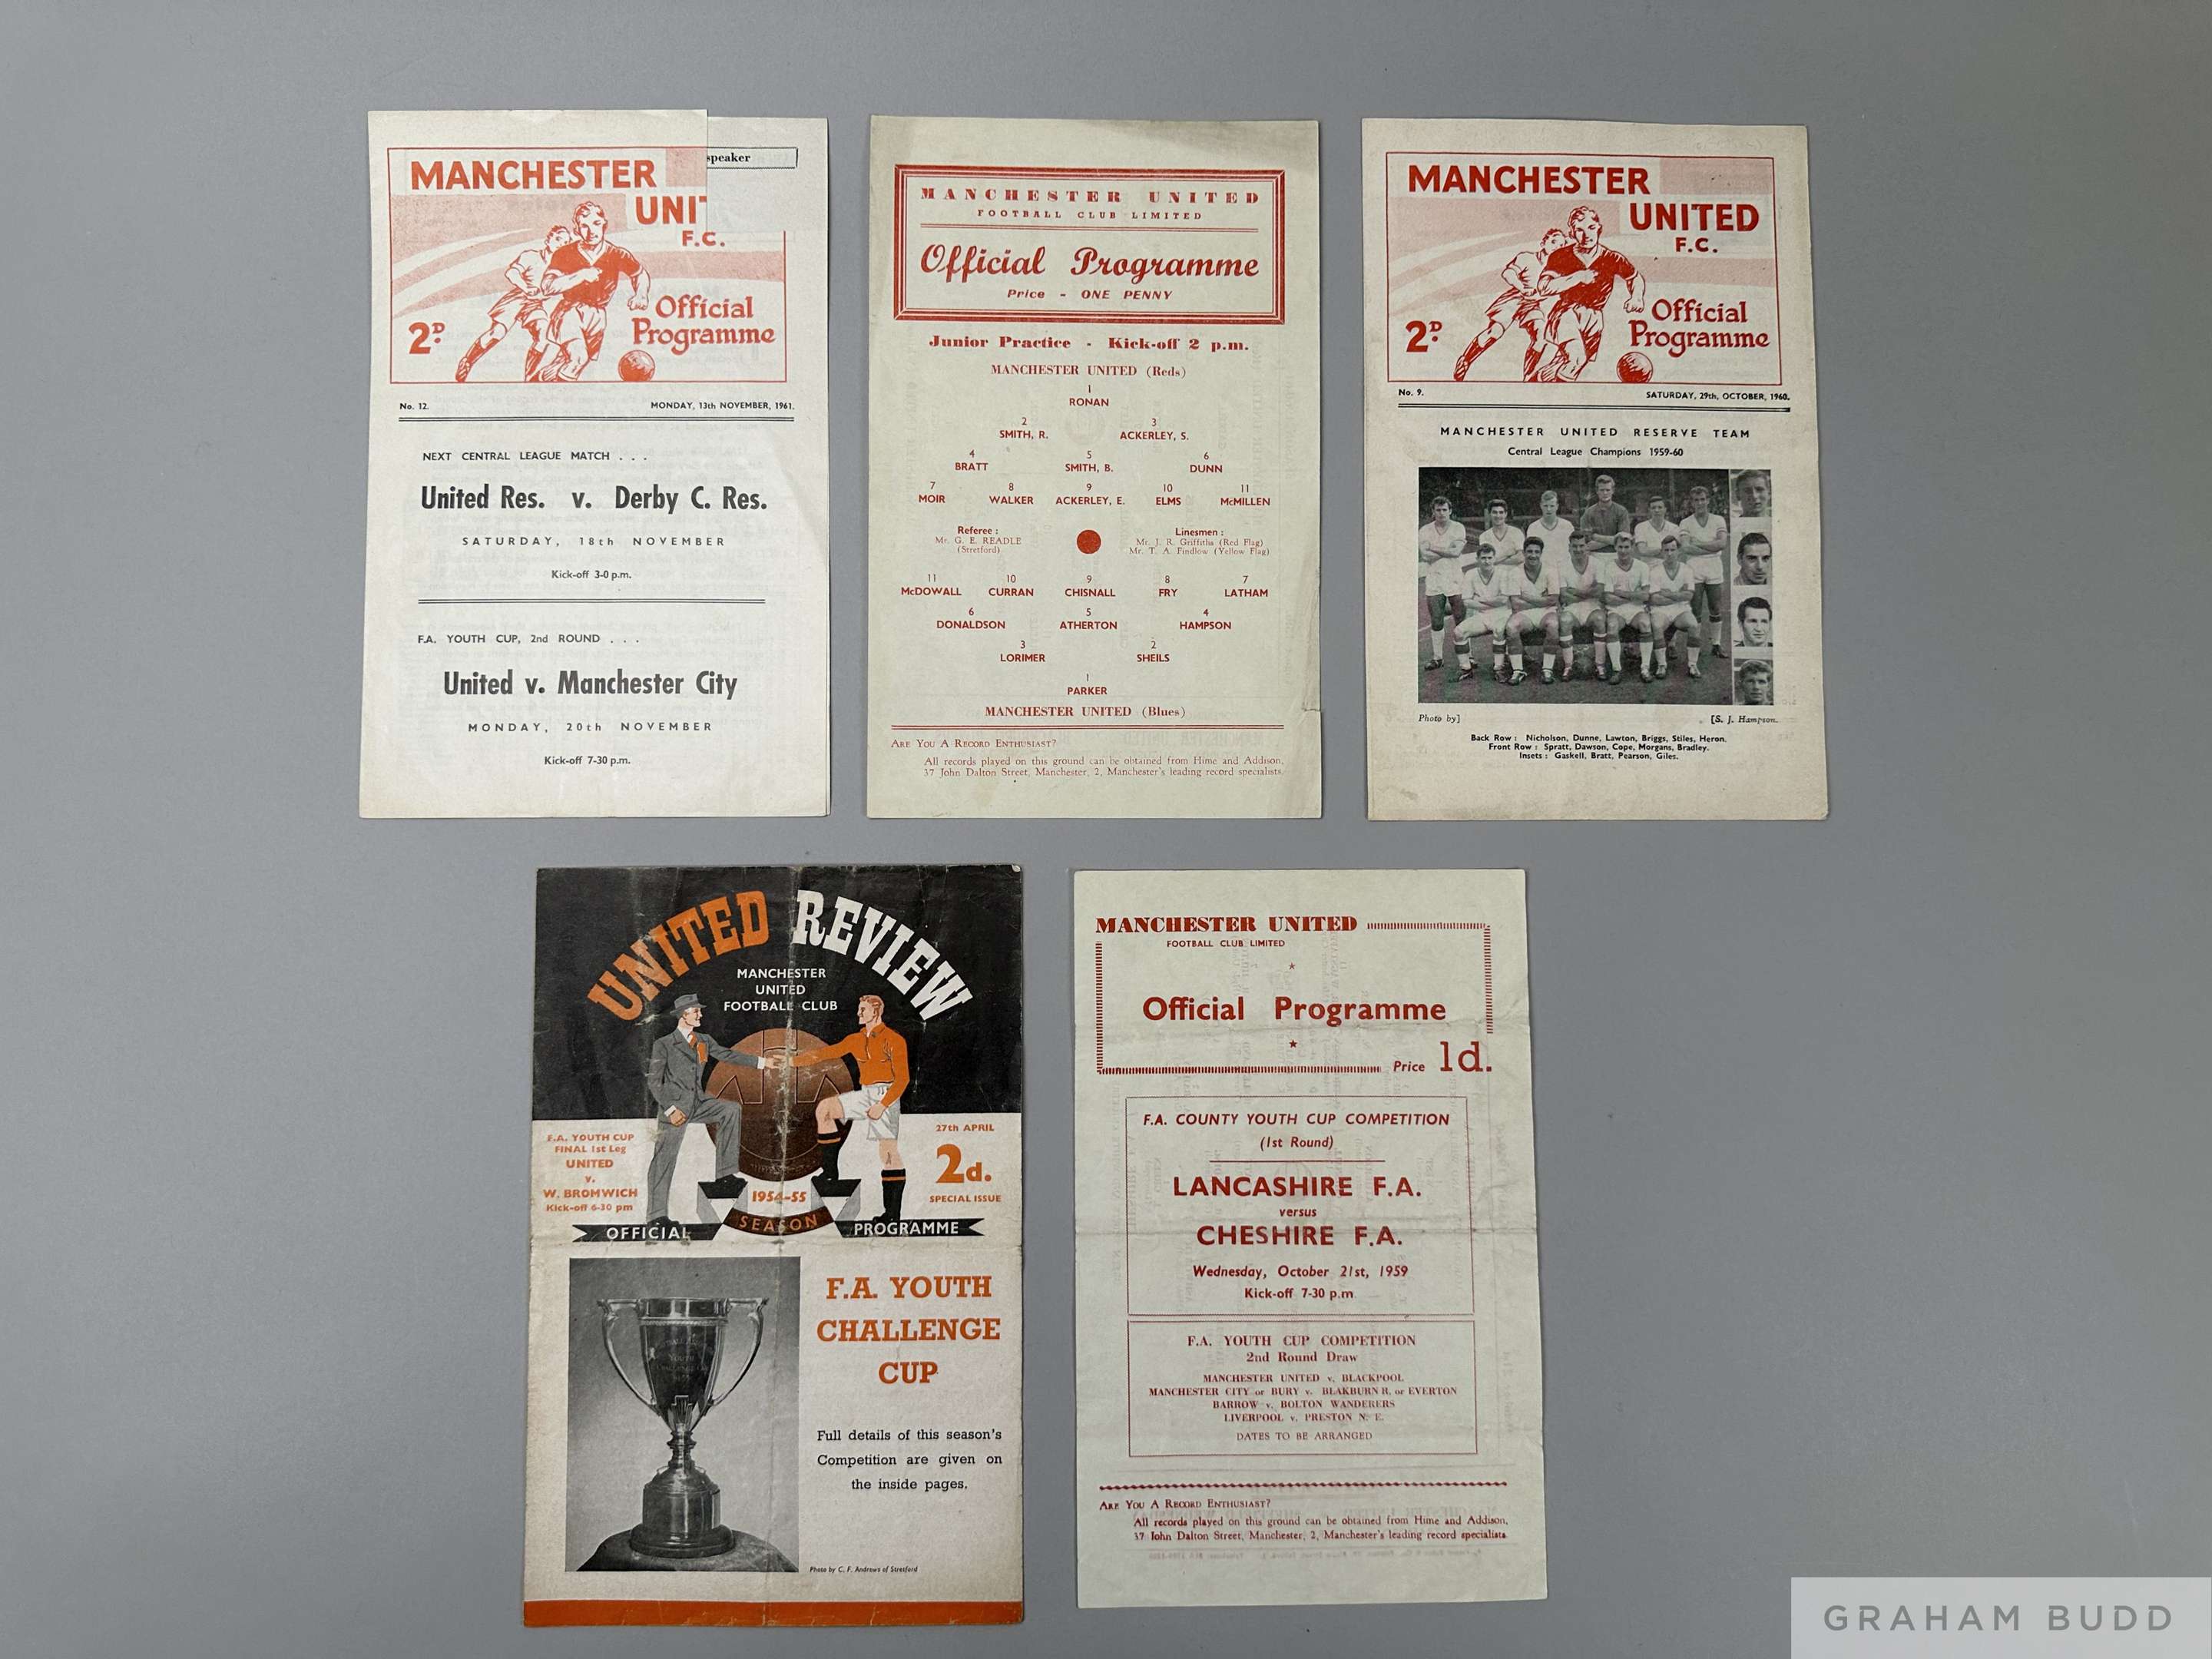 speaker
MANCHESTER
UNI
F.C.
Official
Programme
2D.
No. 12.
MONDAY, 13th NOVEMBER, 1961.
NEXT CENTRAL LEAGUE MATCH . . .
United Res. v. Derby C. Res.
SATURDAY, 18th NOVEMBER
Kick-off 3-0 p.m.
F.A. YOUTH CUP, 2nd ROUND . . .
United v. Manchester City
MONDAY, 20th NOVEMBER
Kick-off 7-30 p.m.
MANCHESTER UNITED
FOOTBALL CLUB LIMITED
Official Programme
Price - ONE PENNY
Junior Practice - Kick-off 2 p.m.
MANCHESTER UNITED (Reds)
1
RONAN
2 3
SMITH, R. ACKERLEY, S.
4 5 6
BRATT SMITH, B. DUNN
7 8 9 10 11
MOIR WALKER ACKERLEY, E. ELMS McMILLEN
Referee : Linesmen :
Mr. G. E. READLE Mr. J. R. Griffiths (Red Flag)
(Stretford) Mr. T. A. Findlow (Yellow Flag)
11 10 9 8 7
McDOWALL CURRAN CHISNALL FRY LATHAM
6 5 4
DONALDSON ATHERTON HAMPSON
3 2
LORIMER SHEILS
1
PARKER
MANCHESTER UNITED (Blues)
ARE YOU A RECORD ENTHUSIAST?
All records played on this ground can be obtained from Hime and Addison,
37 John Dalton Street, Manchester, 2, Manchester's leading record specialists.
MANCHESTER
UNITED
F.C.
Official
Programme
2D.
No. 9.
SATURDAY, 29th, OCTOBER, 1960.
MANCHESTER UNITED RESERVE TEAM
Central League Champions 1959-60
Photo by] [S. J. Hampson.
Back Row : Nicholson, Dunne, Lawton, Briggs, Stiles, Heron.
Front Row : Spratt, Dawson, Cope, Morgans, Bradley.
Insets : Gaskell, Bratt, Pearson, Giles.
UNITED REVIEW
MANCHESTER
UNITED
FOOTBALL CLUB
F.A. YOUTH CUP
FINAL 1st Leg
UNITED
v.
W. BROMWICH
Kick-off 6-30 pm
27th APRIL
2d.
SPECIAL ISSUE
1954-55
SEASON
OFFICIAL PROGRAMME
F.A. YOUTH
CHALLENGE
CUP
Full details of this season's
Competition are given on
the inside pages.
Photo by C. F. Andrews of Stretford
MANCHESTER UNITED
FOOTBALL CLUB LIMITED
Official Programme
Price 1d.
F.A. COUNTY YOUTH CUP COMPETITION
(1st Round)
LANCASHIRE F.A.
versus
CHESHIRE F.A.
Wednesday, October 21st, 1959
Kick-off 7-30 p.m.
F.A. YOUTH CUP COMPETITION
2nd Round Draw
MANCHESTER UNITED v. BLACKPOOL
MANCHESTER CITY or BURY v. BLAKBURN R. or EVERTON
BARROW v. BOLTON WANDERERS
LIVERPOOL v. PRESTON N. E.
DATES TO BE ARRANGED
ARE YOU A RECORD ENTHUSIAST?
All records played on this ground can be obtained from Hime and Addison,
37 John Dalton Street, Manchester, 2, Manchester's leading record specialists.
GRAHAM BUDD